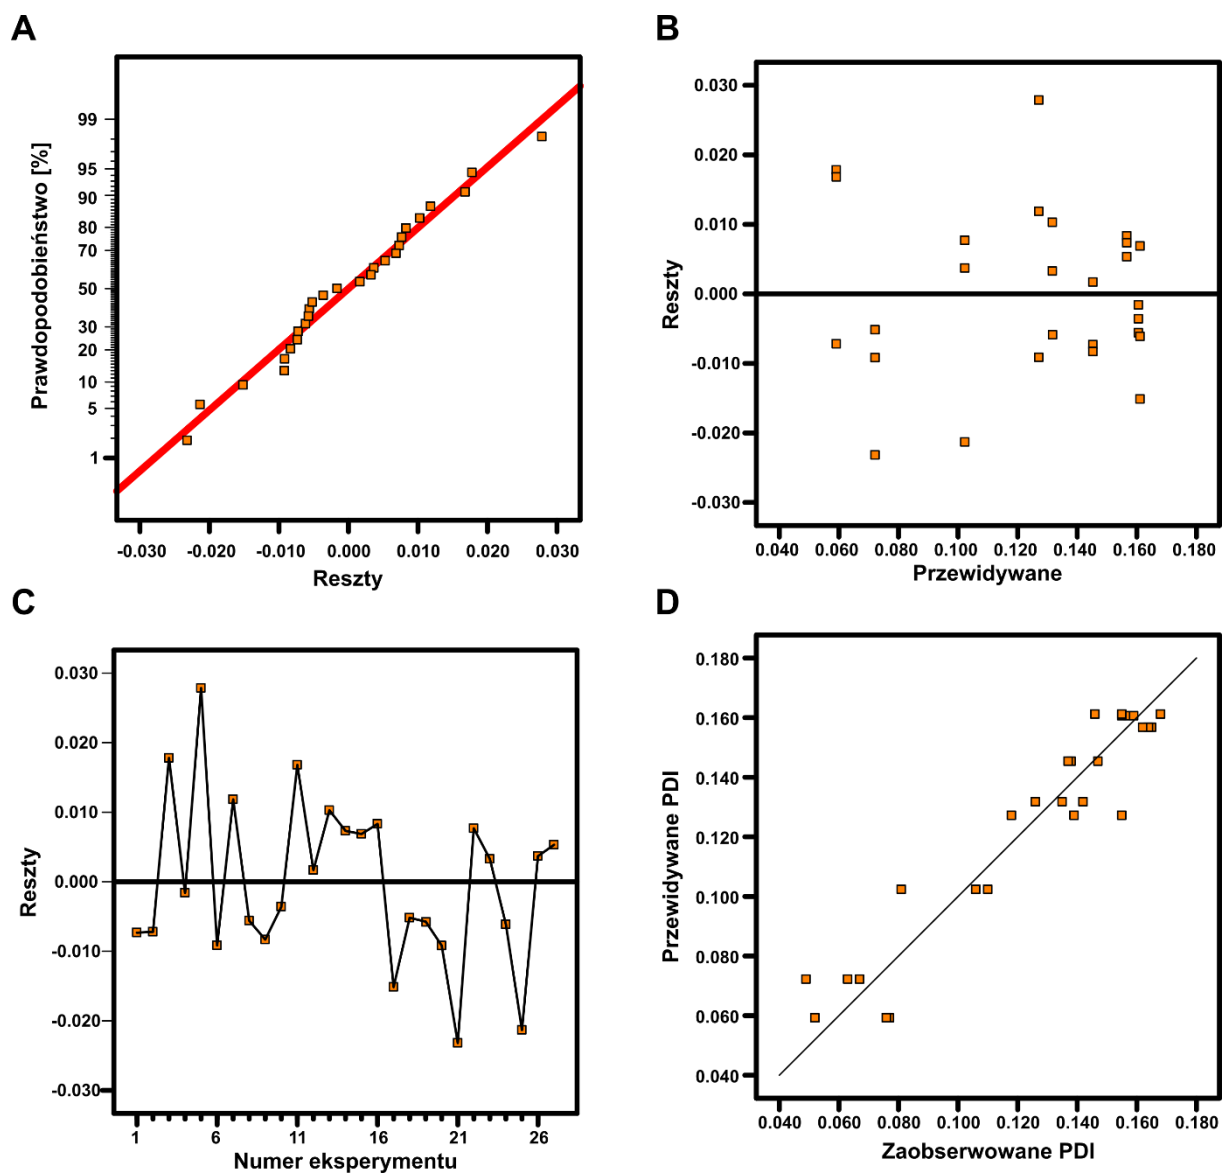 A
Prawdopodobieństwo [%]
99
95
90
80
70
50
30
20
10
5
1
-0.030 -0.020 -0.010 0.000 0.010 0.020 0.030
Reszty
B
Reszty
0.030
0.020
0.010
0.000
-0.010
-0.020
-0.030
0.040 0.060 0.080 0.100 0.120 0.140 0.160 0.180
Przewidywane
C
Reszty
0.030
0.020
0.010
0.000
-0.010
-0.020
-0.030
1 6 11 16 21 26
Numer eksperymentu
D
Przewidywane PDI
0.180
0.160
0.140
0.120
0.100
0.080
0.060
0.040
0.040 0.060 0.080 0.100 0.120 0.140 0.160 0.180
Zaobserwowane PDI